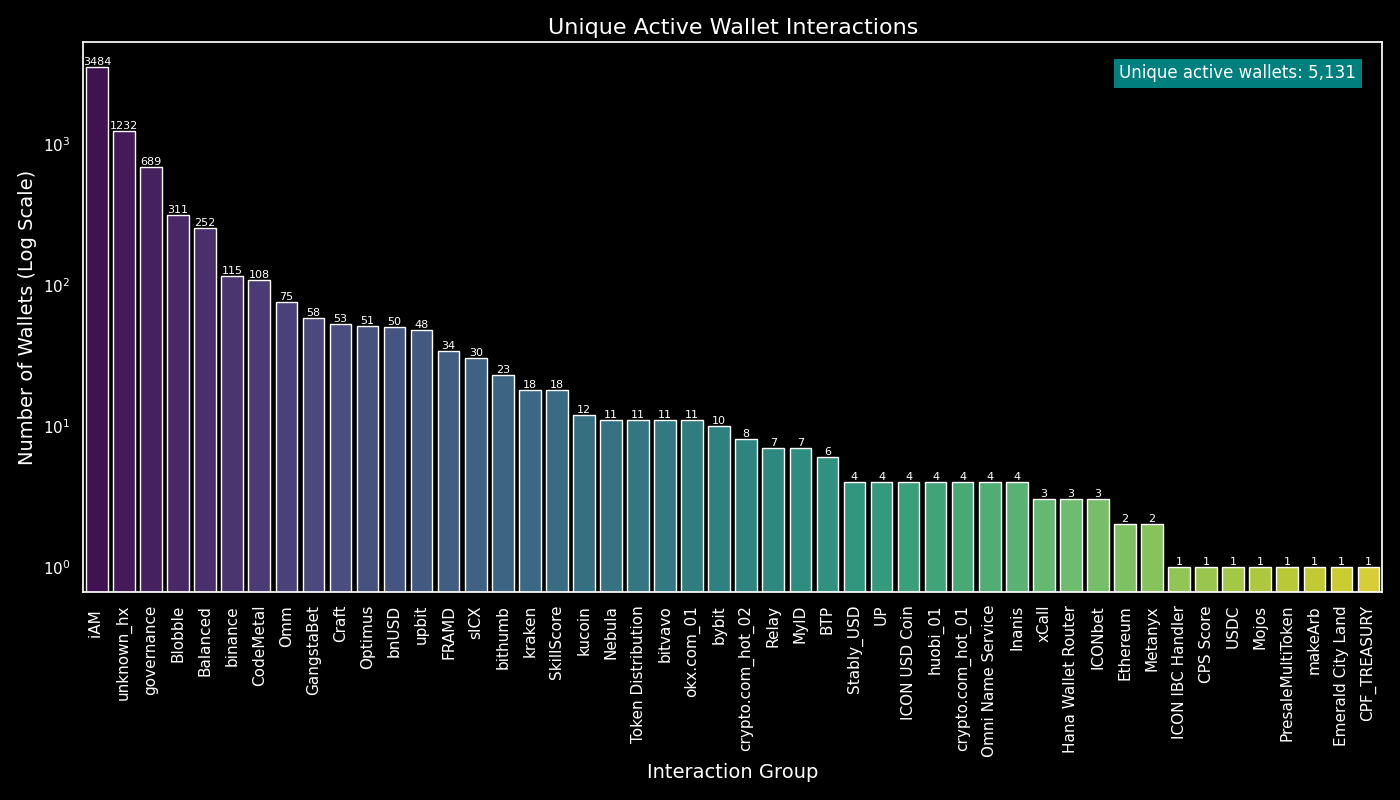 Unique Active Wallet Interactions
Unique active wallets: 5,131
Number of Wallets (Log Scale)
10³
10²
10¹
10⁰
3484
1232
689
311
252
115
108
75
58
53
51
50
48
34
30
23
18
18
12
11
11
11
11
10
8
7
7
6
4
4
4
4
4
4
4
3
3
3
2
2
1
1
1
1
1
1
1
1
iAM
unknown_hx
governance
Blobble
Balanced
binance
CodeMetal
Omm
GangstaBet
Craft
Optimus
bnUSD
upbit
FRAMD
sICX
bithumb
kraken
SkillScore
kucoin
Nebula
Token Distribution
bitvavo
okx.com_01
bybit
crypto.com_hot_02
Relay
MyID
BTP
Stably_USD
UP
ICON USD Coin
huobi_01
crypto.com_hot_01
Omni Name Service
Inanis
xCall
Hana Wallet Router
ICONbet
Ethereum
Metanyx
ICON IBC Handler
CPS Score
USDC
Mojos
PresaleMultiToken
makeArb
Emerald City Land
CPF_TREASURY
Interaction Group